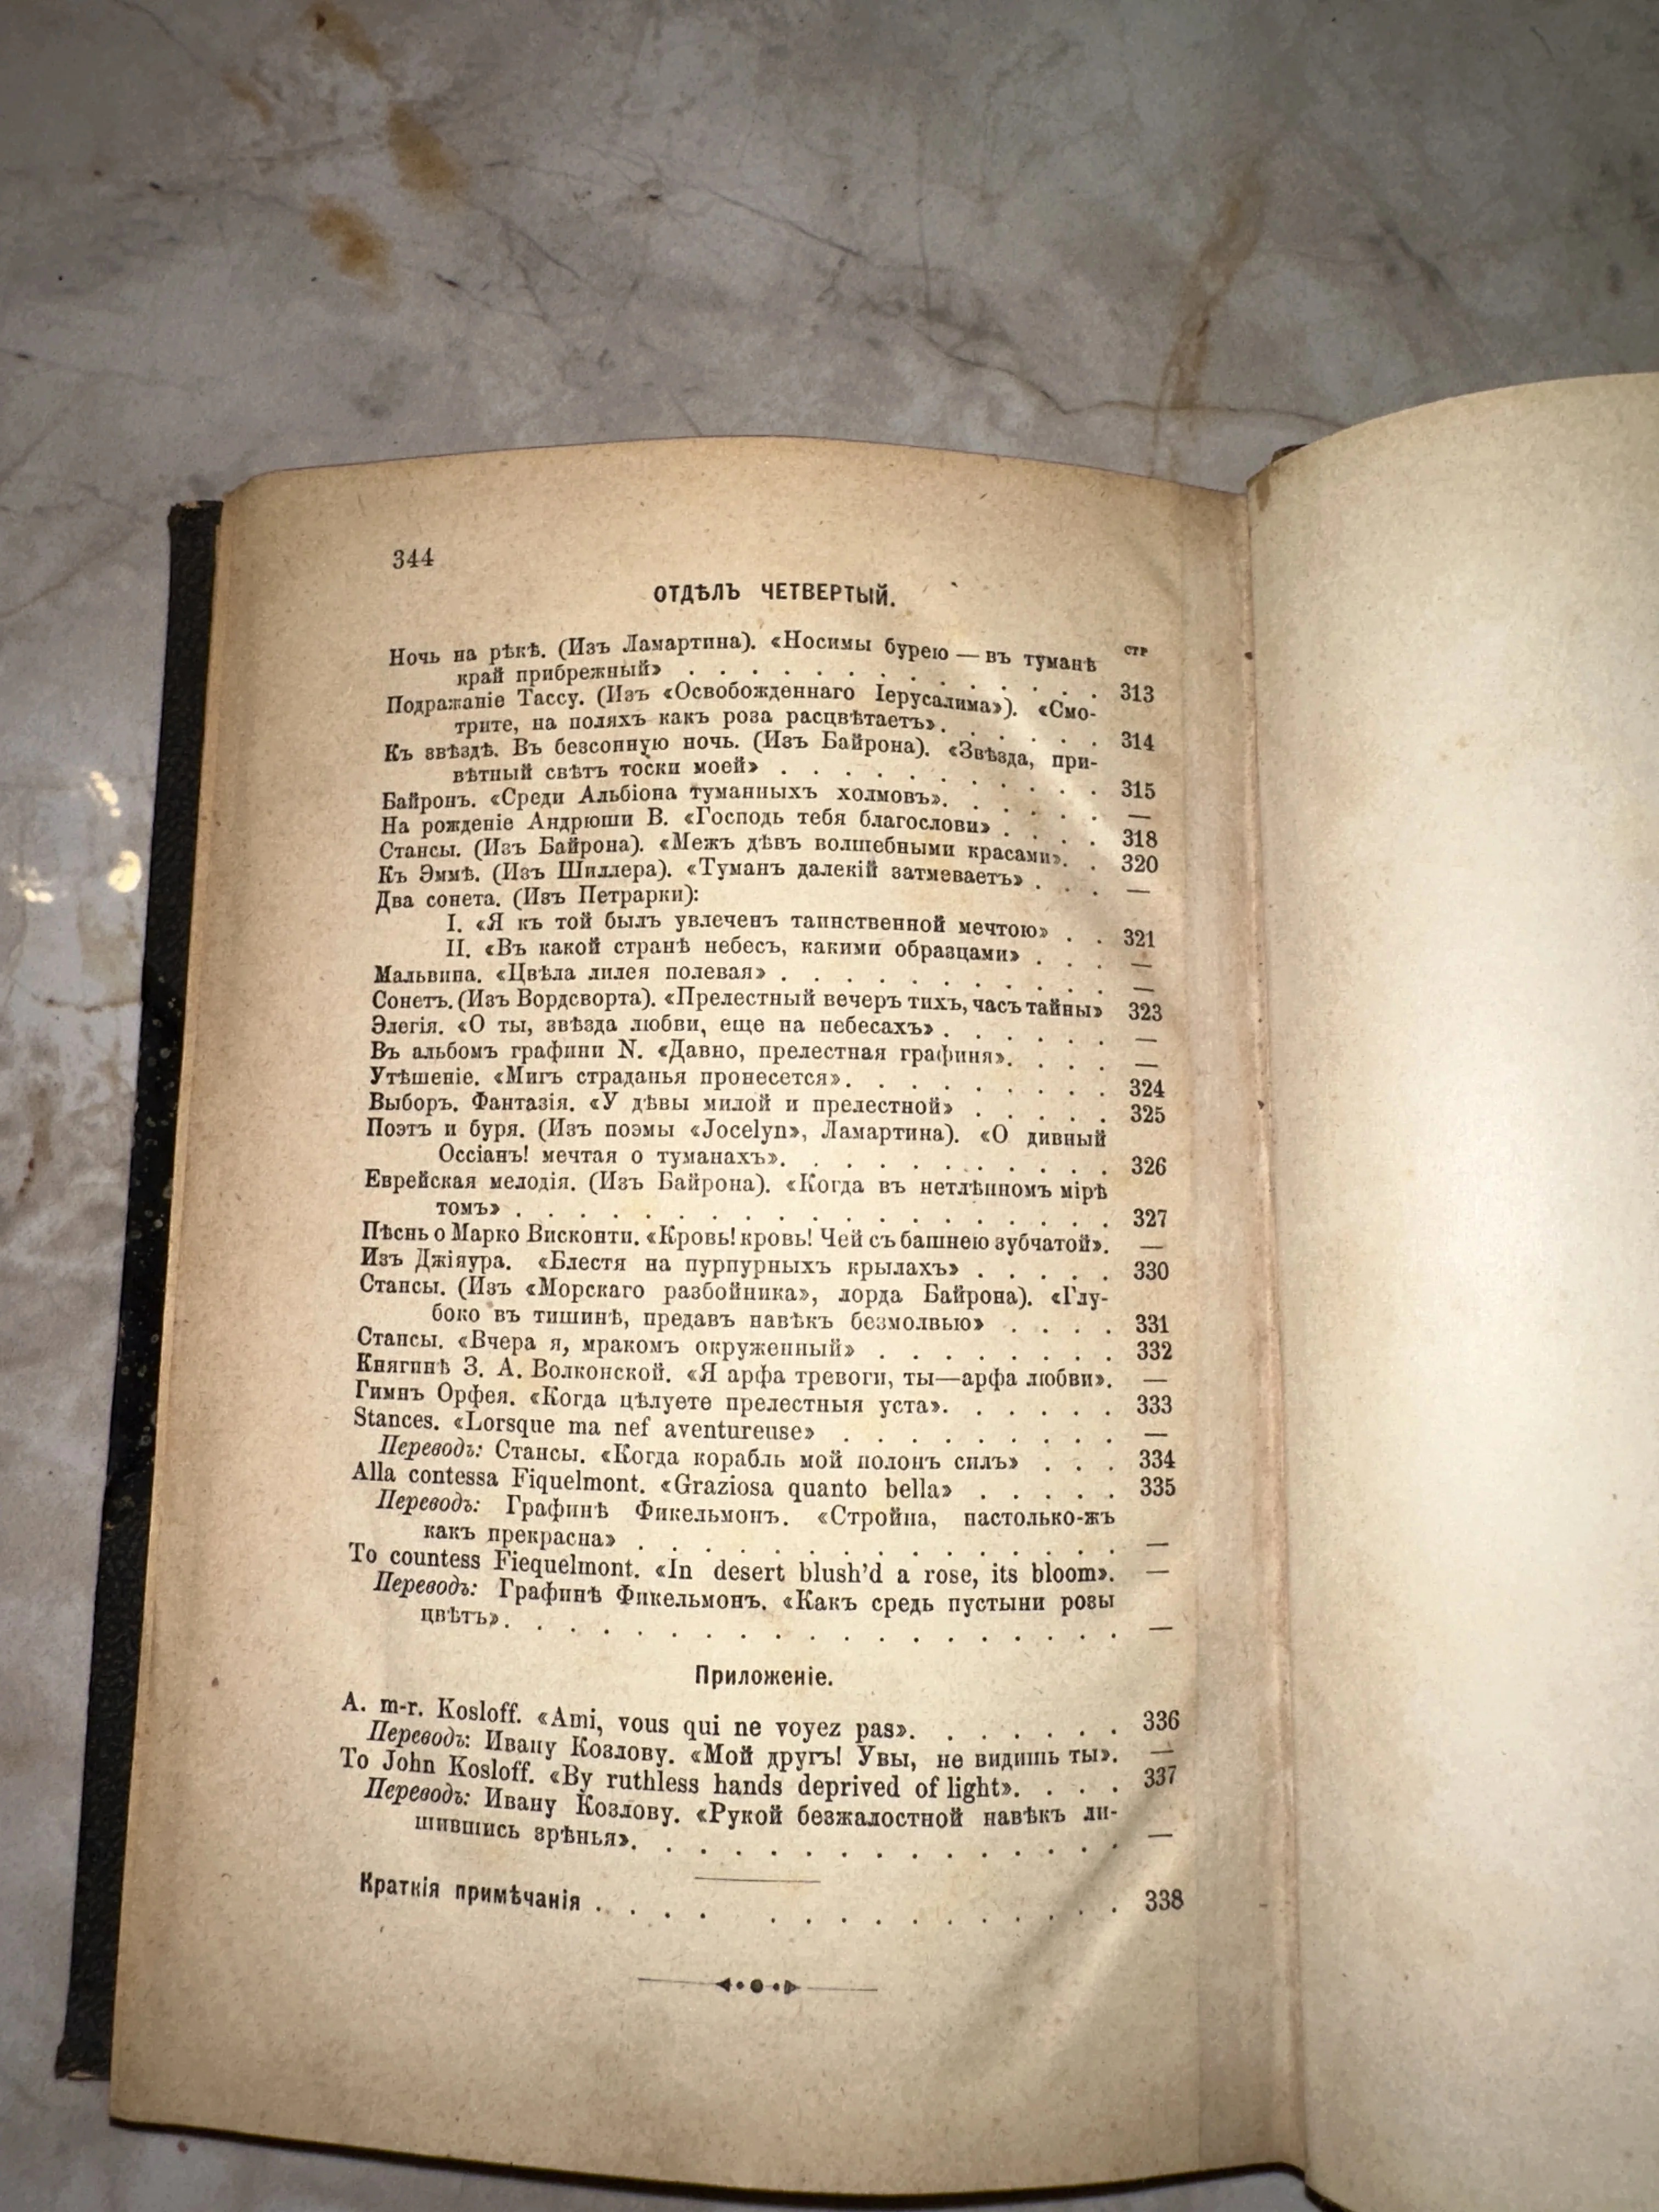 344
ОТДѢЛЪ ЧЕТВЕРТЫЙ.
стр
Ночь на рѣкѣ. (Изъ Ламартина). «Носимы бурею — въ туманѣ
край прибрежный» . . . . . . . . . . . . 313
Подражаніе Тассу. (Изъ «Освобожденнаго Іерусалима»). «Смо-
трите, на поляхъ какъ роза расцвѣтаетъ». . . . . . 314
Къ звѣздѣ. Въ безсонную ночь. (Изъ Байрона). «Звѣзда, при-
вѣтный свѣтъ тоски моей» . . . . . . . . . . 315
Байронъ. «Среди Альбіона туманныхъ холмовъ». . . . . . —
На рожденіе Андрюши В. «Господь тебя благослови» . . . . 318
Стансы. (Изъ Байрона). «Межъ дѣвъ волшебными красами». . 320
Къ Эммѣ. (Изъ Шиллера). «Туманъ далекій затмеваетъ» . . . —
Два сонета. (Изъ Петрарки):
I. «Я къ той былъ увлеченъ таинственной мечтою» . . 321
II. «Въ какой странѣ небесъ, какими образцами» . . . —
Мальвина. «Цвѣла лилея полевая» . . . . . . . . . . —
Сонетъ. (Изъ Вордсворта). «Прелестный вечеръ тихъ, часъ тайны» 323
Элегія. «О ты, звѣзда любви, еще на небесахъ» . . . . . . —
Въ альбомъ графини N. «Давно, прелестная графиня». . . . —
Утѣшеніе. «Мигъ страданья пронесется». . . . . . . . . 324
Выборъ. Фантазія. «У дѣвы милой и прелестной» . . . . . 325
Поэтъ и буря. (Изъ поэмы «Jocelyn», Ламартина). «О дивный
Оссіанъ! мечтая о туманахъ». . . . . . . . . . . 326
Еврейская мелодія. (Изъ Байрона). «Когда въ нетлѣнномъ мірѣ
томъ» . . . . . . . . . . . . . . . . . . 327
Пѣснь о Марко Висконти. «Кровь! кровь! Чей съ башнею зубчатой». —
Изъ Джіяура. «Блестя на пурпурныхъ крылахъ» . . . . . 330
Стансы. (Изъ «Морскаго разбойника», лорда Байрона). «Глу-
боко въ тишинѣ, предавъ навѣкъ безмолвью» . . . . 331
Стансы. «Вчера я, мракомъ окруженный» . . . . . . . . 332
Княгинѣ З. А. Волконской. «Я арфа тревоги, ты—арфа любви». —
Гимнъ Орфея. «Когда цѣлуете прелестныя уста». . . . . . 333
Stances. «Lorsque ma nef aventureuse» . . . . . . . . . —
Переводъ: Стансы. «Когда корабль мой полонъ силъ» . . . 334
Alla contessa Fiquelmont. «Graziosa quanto bella» . . . . . 335
Переводъ: Графинѣ Фикельмонъ. «Стройна, настолько-жъ
какъ прекрасна» . . . . . . . . . . . . . . . —
To countess Fiequelmont. «In desert blush'd a rose, its bloom». —
Переводъ: Графинѣ Фикельмонъ. «Какъ средь пустыни розы
цвѣтъ». . . . . . . . . . . . . . . . . . . —
Приложеніе.
A. m-r. Kosloff. «Ami, vous qui ne voyez pas». . . . . . . 336
Переводъ: Ивану Козлову. «Мой другъ! Увы, не видишь ты». —
To John Kosloff. «By ruthless hands deprived of light». . . . 337
Переводъ: Ивану Козлову. «Рукой безжалостной навѣкъ ли-
шившись зрѣнья». . . . . . . . . . . . . . . —
Краткія примѣчанія . . . . . . . . . . . . . . 338